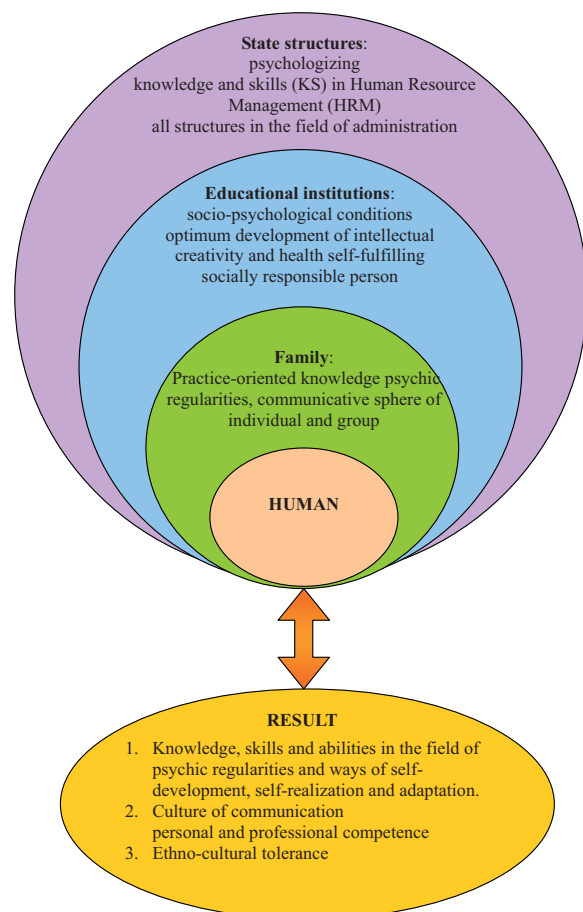 State structures:
psychologizing
knowledge and skills (KS) in Human Resource
Management (HRM)
all structures in the field of administration
Educational institutions:
socio-psychological conditions
optimum development of intellectual
creativity and health self-fulfilling
socially responsible person
Family:
Practice-oriented knowledge psychic
regularities, communicative sphere of
individual and group
HUMAN
RESULT
1. Knowledge, skills and abilities in the field of
psychic regularities and ways of self-
development, self-realization and adaptation.
2. Culture of communication
personal and professional competence
3. Ethno-cultural tolerance